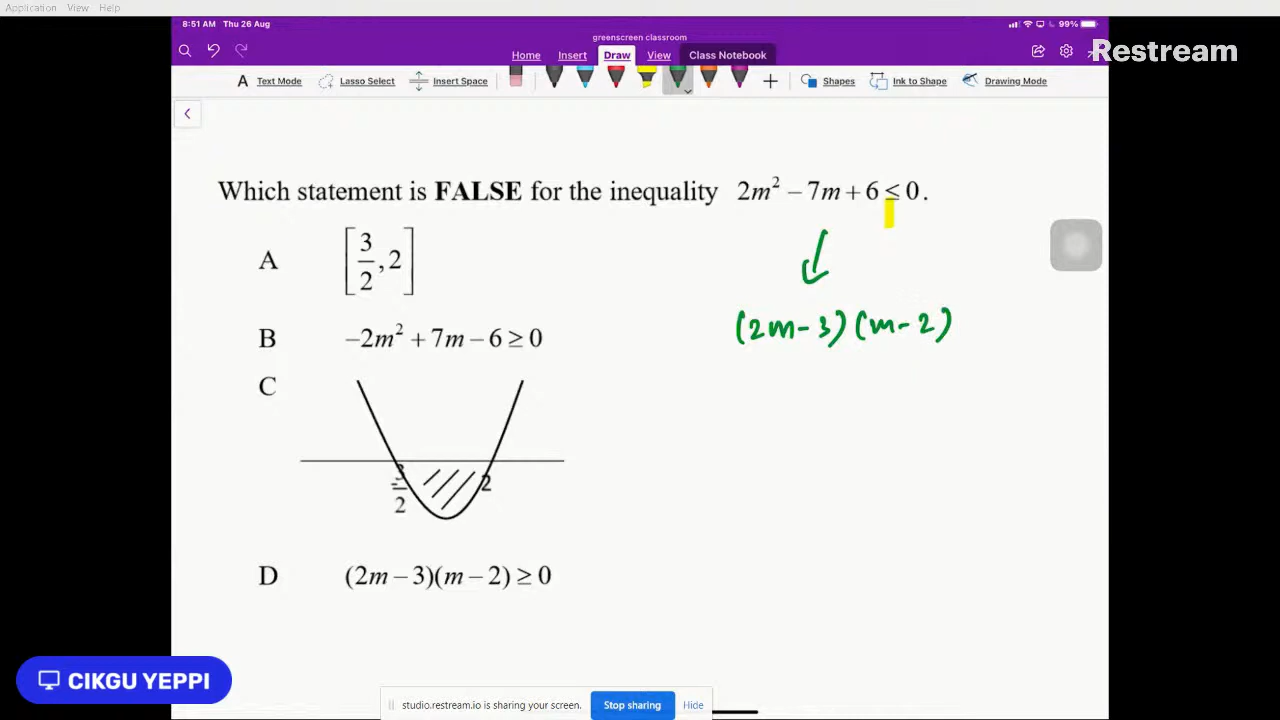 Application View Help
8:51 AM Thu 26 Aug
99%
greenscreen classroom
Restream
Home Insert Draw View Class Notebook
A Text Mode Lasso Select Insert Space Shapes Ink to Shape Drawing Mode
Which statement is FALSE for the inequality 2m² − 7m + 6 ≤ 0.
A [3/2, 2]
(2m-3)(m-2)
B −2m² + 7m − 6 ≥ 0
C
3/2 2
D (2m − 3)(m − 2) ≥ 0
CIKGU YEPPI
studio.restream.io is sharing your screen. Stop sharing Hide